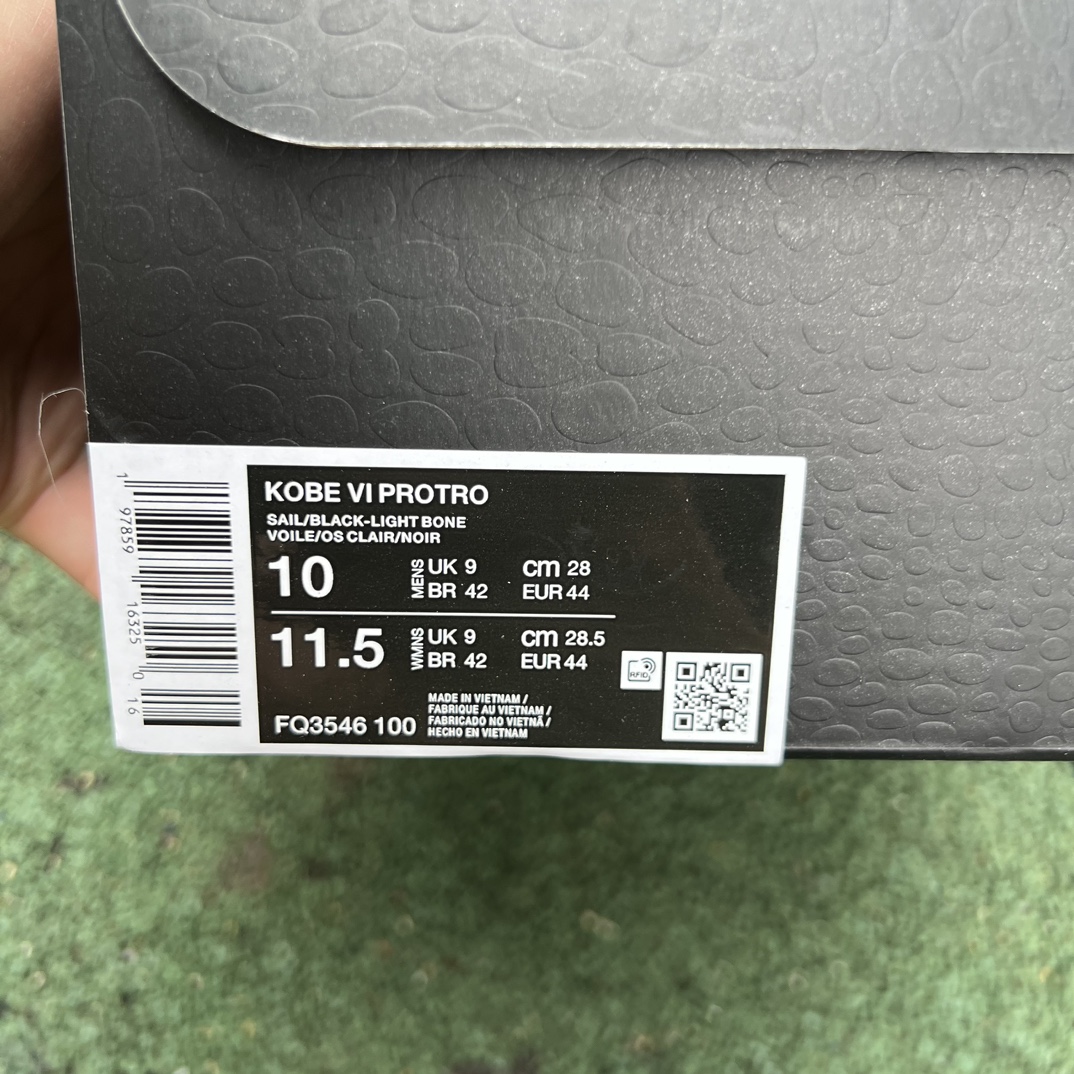 KOBE VI PROTRO
SAIL/BLACK-LIGHT BONE
VOILE/OS CLAIR/NOIR
10 MENS UK 9 cm 28
BR 42 EUR 44
11.5 WMNS UK 9 cm 28.5
BR 42 EUR 44
RFID
MADE IN VIETNAM /
FABRIQUE AU VIETNAM /
FABRICADO NO VIETNÃ /
HECHO EN VIETNAM
FQ3546 100
1 97859 16325 0 16